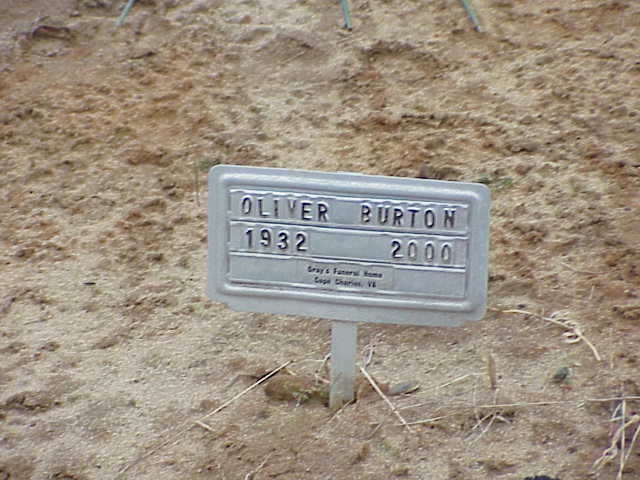 OLIVER BURTON
1932 2000
Gray's Funeral Home
Cape Charles, VA